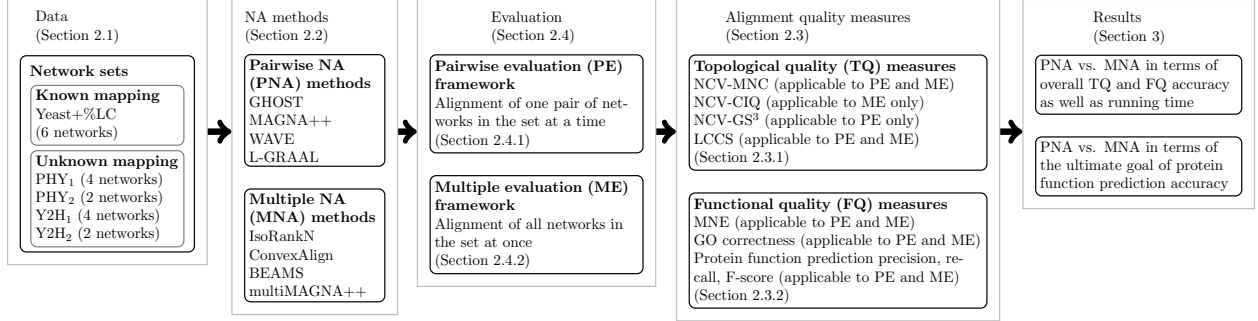 Data
(Section 2.1)
Network sets
Known mapping
Yeast+%LC
(6 networks)
Unknown mapping
PHY₁ (4 networks)
PHY₂ (2 networks)
Y2H₁ (4 networks)
Y2H₂ (2 networks)
NA methods
(Section 2.2)
Pairwise NA
(PNA) methods
GHOST
MAGNA++
WAVE
L-GRAAL
Multiple NA
(MNA) methods
IsoRankN
ConvexAlign
BEAMS
multiMAGNA++
Evaluation
(Section 2.4)
Pairwise evaluation (PE)
framework
Alignment of one pair of net-
works in the set at a time
(Section 2.4.1)
Multiple evaluation (ME)
framework
Alignment of all networks in
the set at once
(Section 2.4.2)
Alignment quality measures
(Section 2.3)
Topological quality (TQ) measures
NCV-MNC (applicable to PE and ME)
NCV-CIQ (applicable to ME only)
NCV-GS³ (applicable to PE only)
LCCS (applicable to PE and ME)
(Section 2.3.1)
Functional quality (FQ) measures
MNE (applicable to PE and ME)
GO correctness (applicable to PE and ME)
Protein function prediction precision, re-
call, F-score (applicable to PE and ME)
(Section 2.3.2)
Results
(Section 3)
PNA vs. MNA in terms of
overall TQ and FQ accuracy
as well as running time
PNA vs. MNA in terms of
the ultimate goal of protein
function prediction accuracy